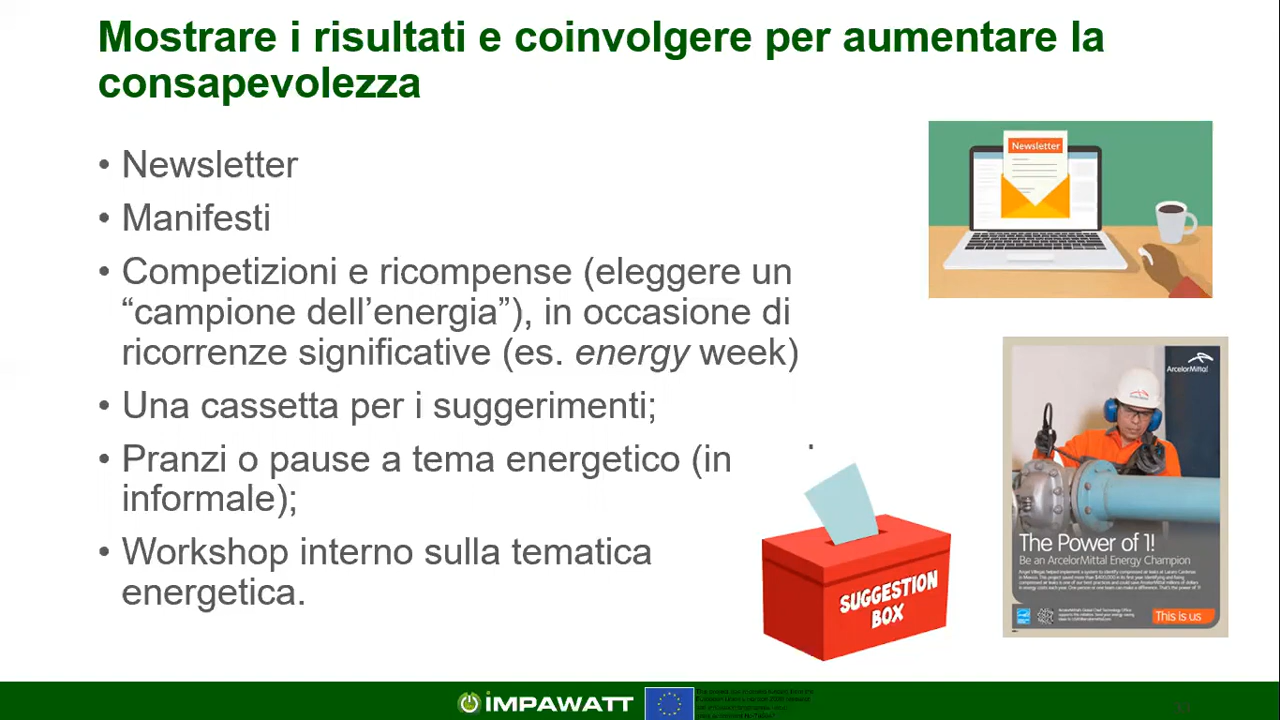 Mostrare i risultati e coinvolgere per aumentare la
consapevolezza
• Newsletter
• Manifesti
• Competizioni e ricompense (eleggere un
“campione dell’energia”), in occasione di
ricorrenze significative (es. energy week)
• Una cassetta per i suggerimenti;
• Pranzi o pause a tema energetico (in
informale);
• Workshop interno sulla tematica
energetica.
Newsletter
ArcelorMittal
The Power of 1!
Be an ArcelorMittal Energy Champion
This is us
SUGGESTION
BOX
IMPAWATT